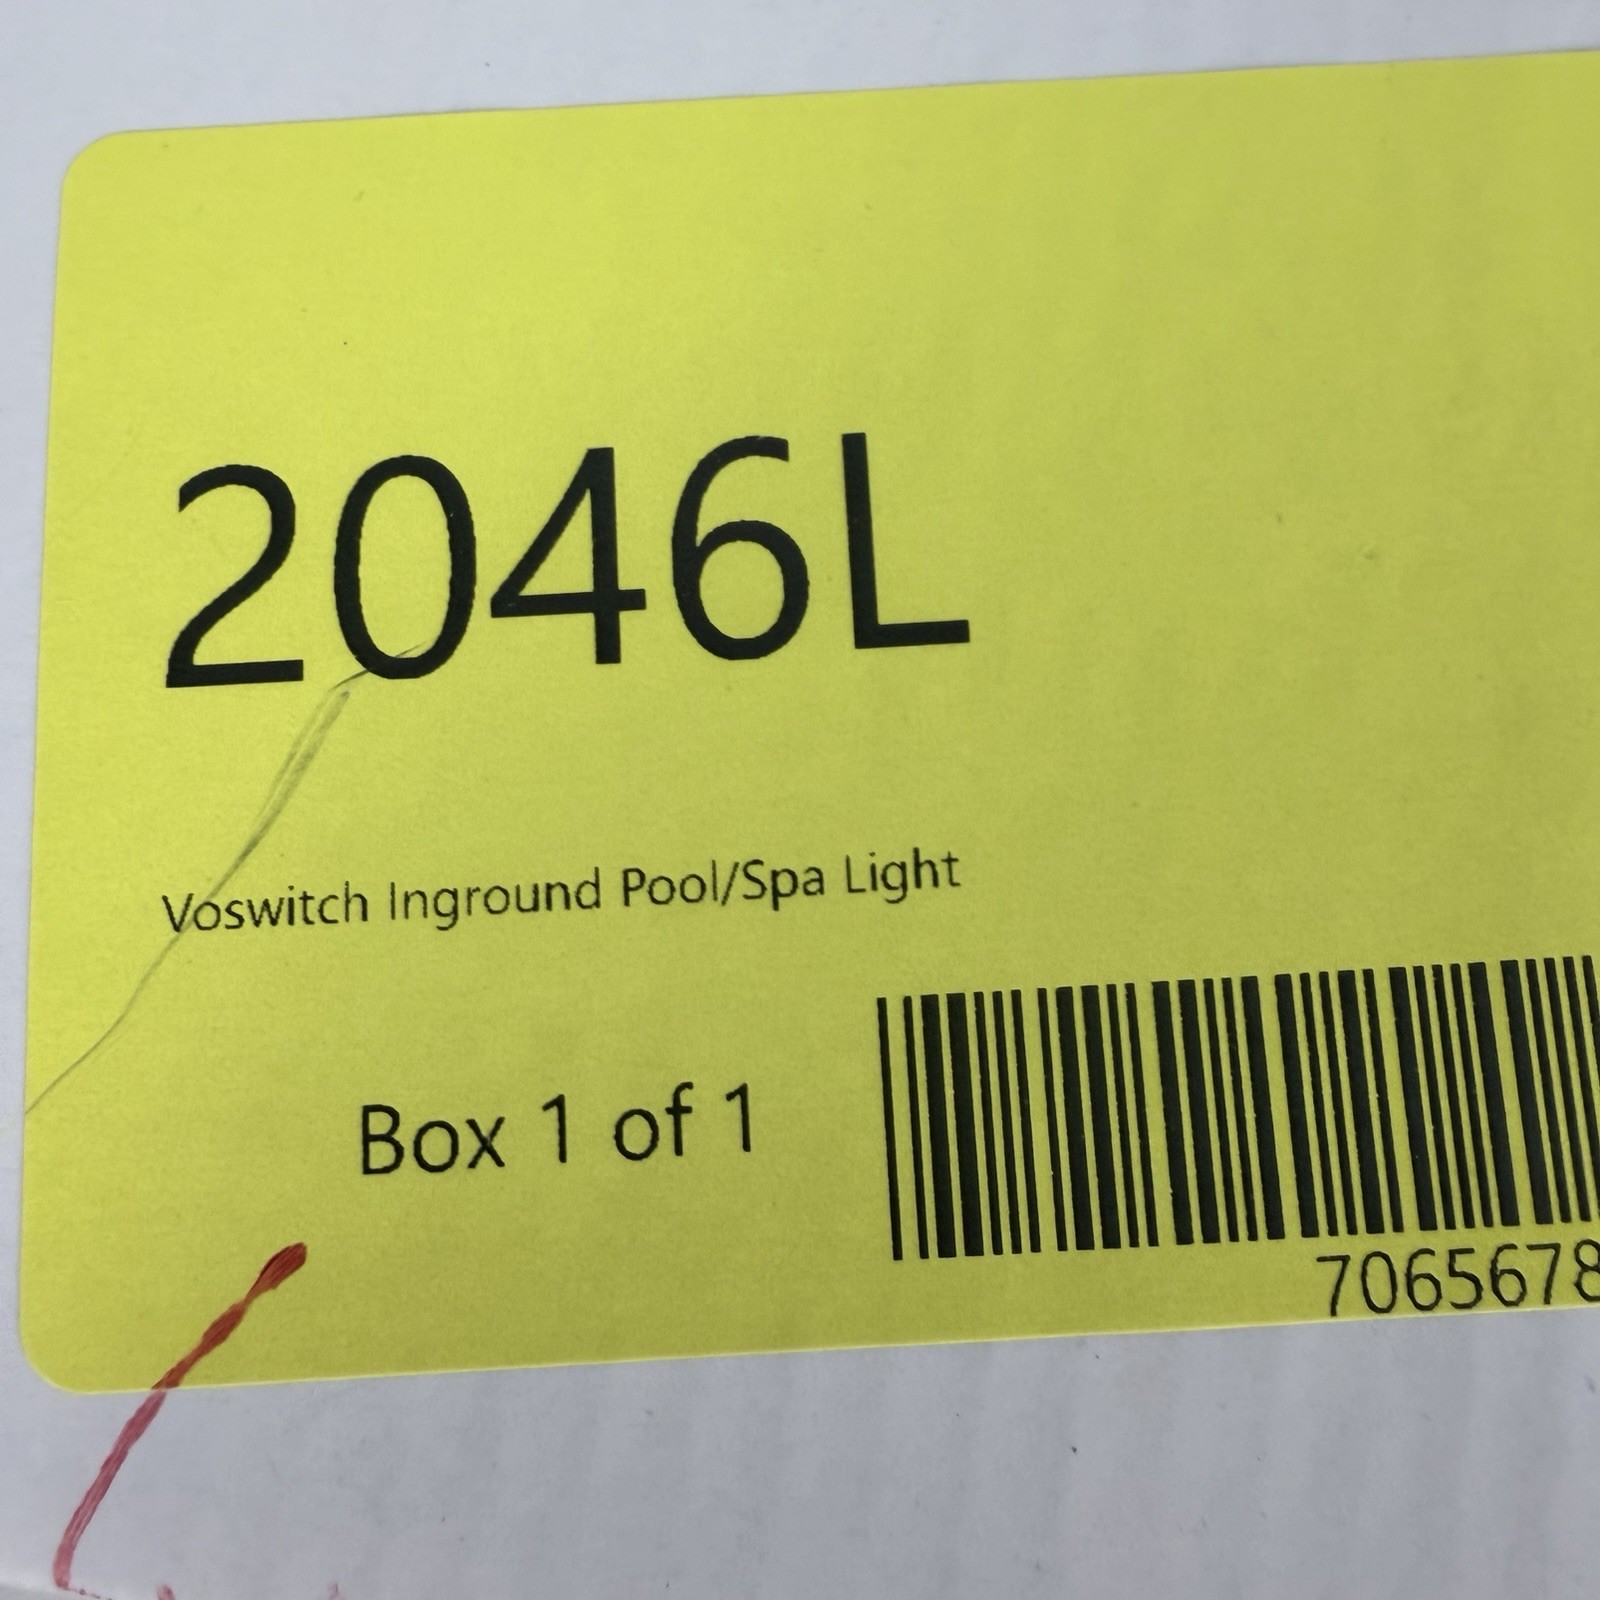 2046L
Voswitch Inground Pool/Spa Light
Box 1 of 1
7065678